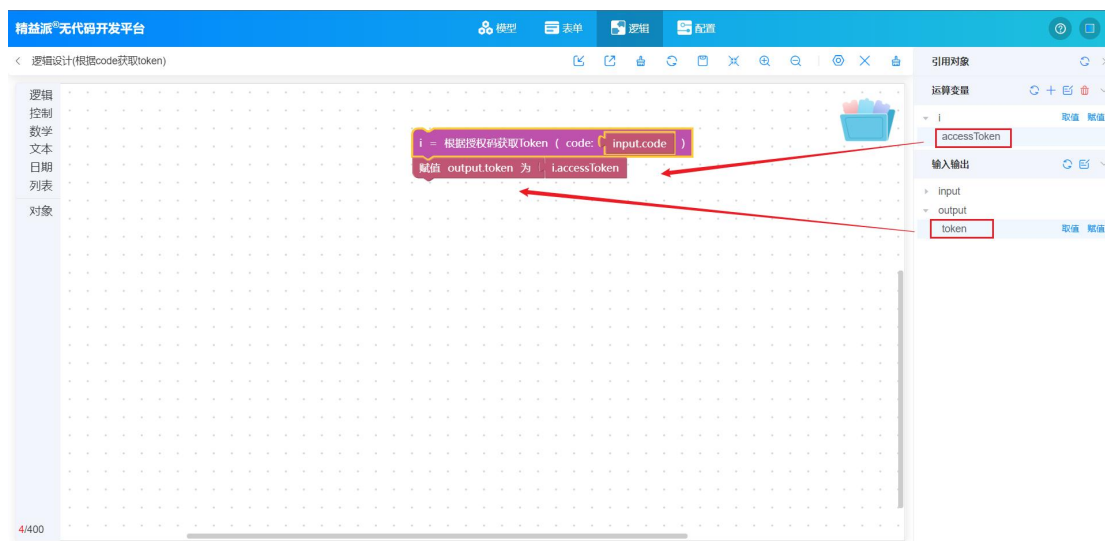 精益派®无代码开发平台
模型
表单
逻辑
配置
逻辑设计(根据code获取token)
引用对象
逻辑
控制
数学
文本
日期
列表
对象
i = 根据授权码获取Token ( code: input.code )
赋值 output.token 为 i.accessToken
运算变量
i 取值 赋值
accessToken
输入输出
input
output
token 取值 赋值
4/400